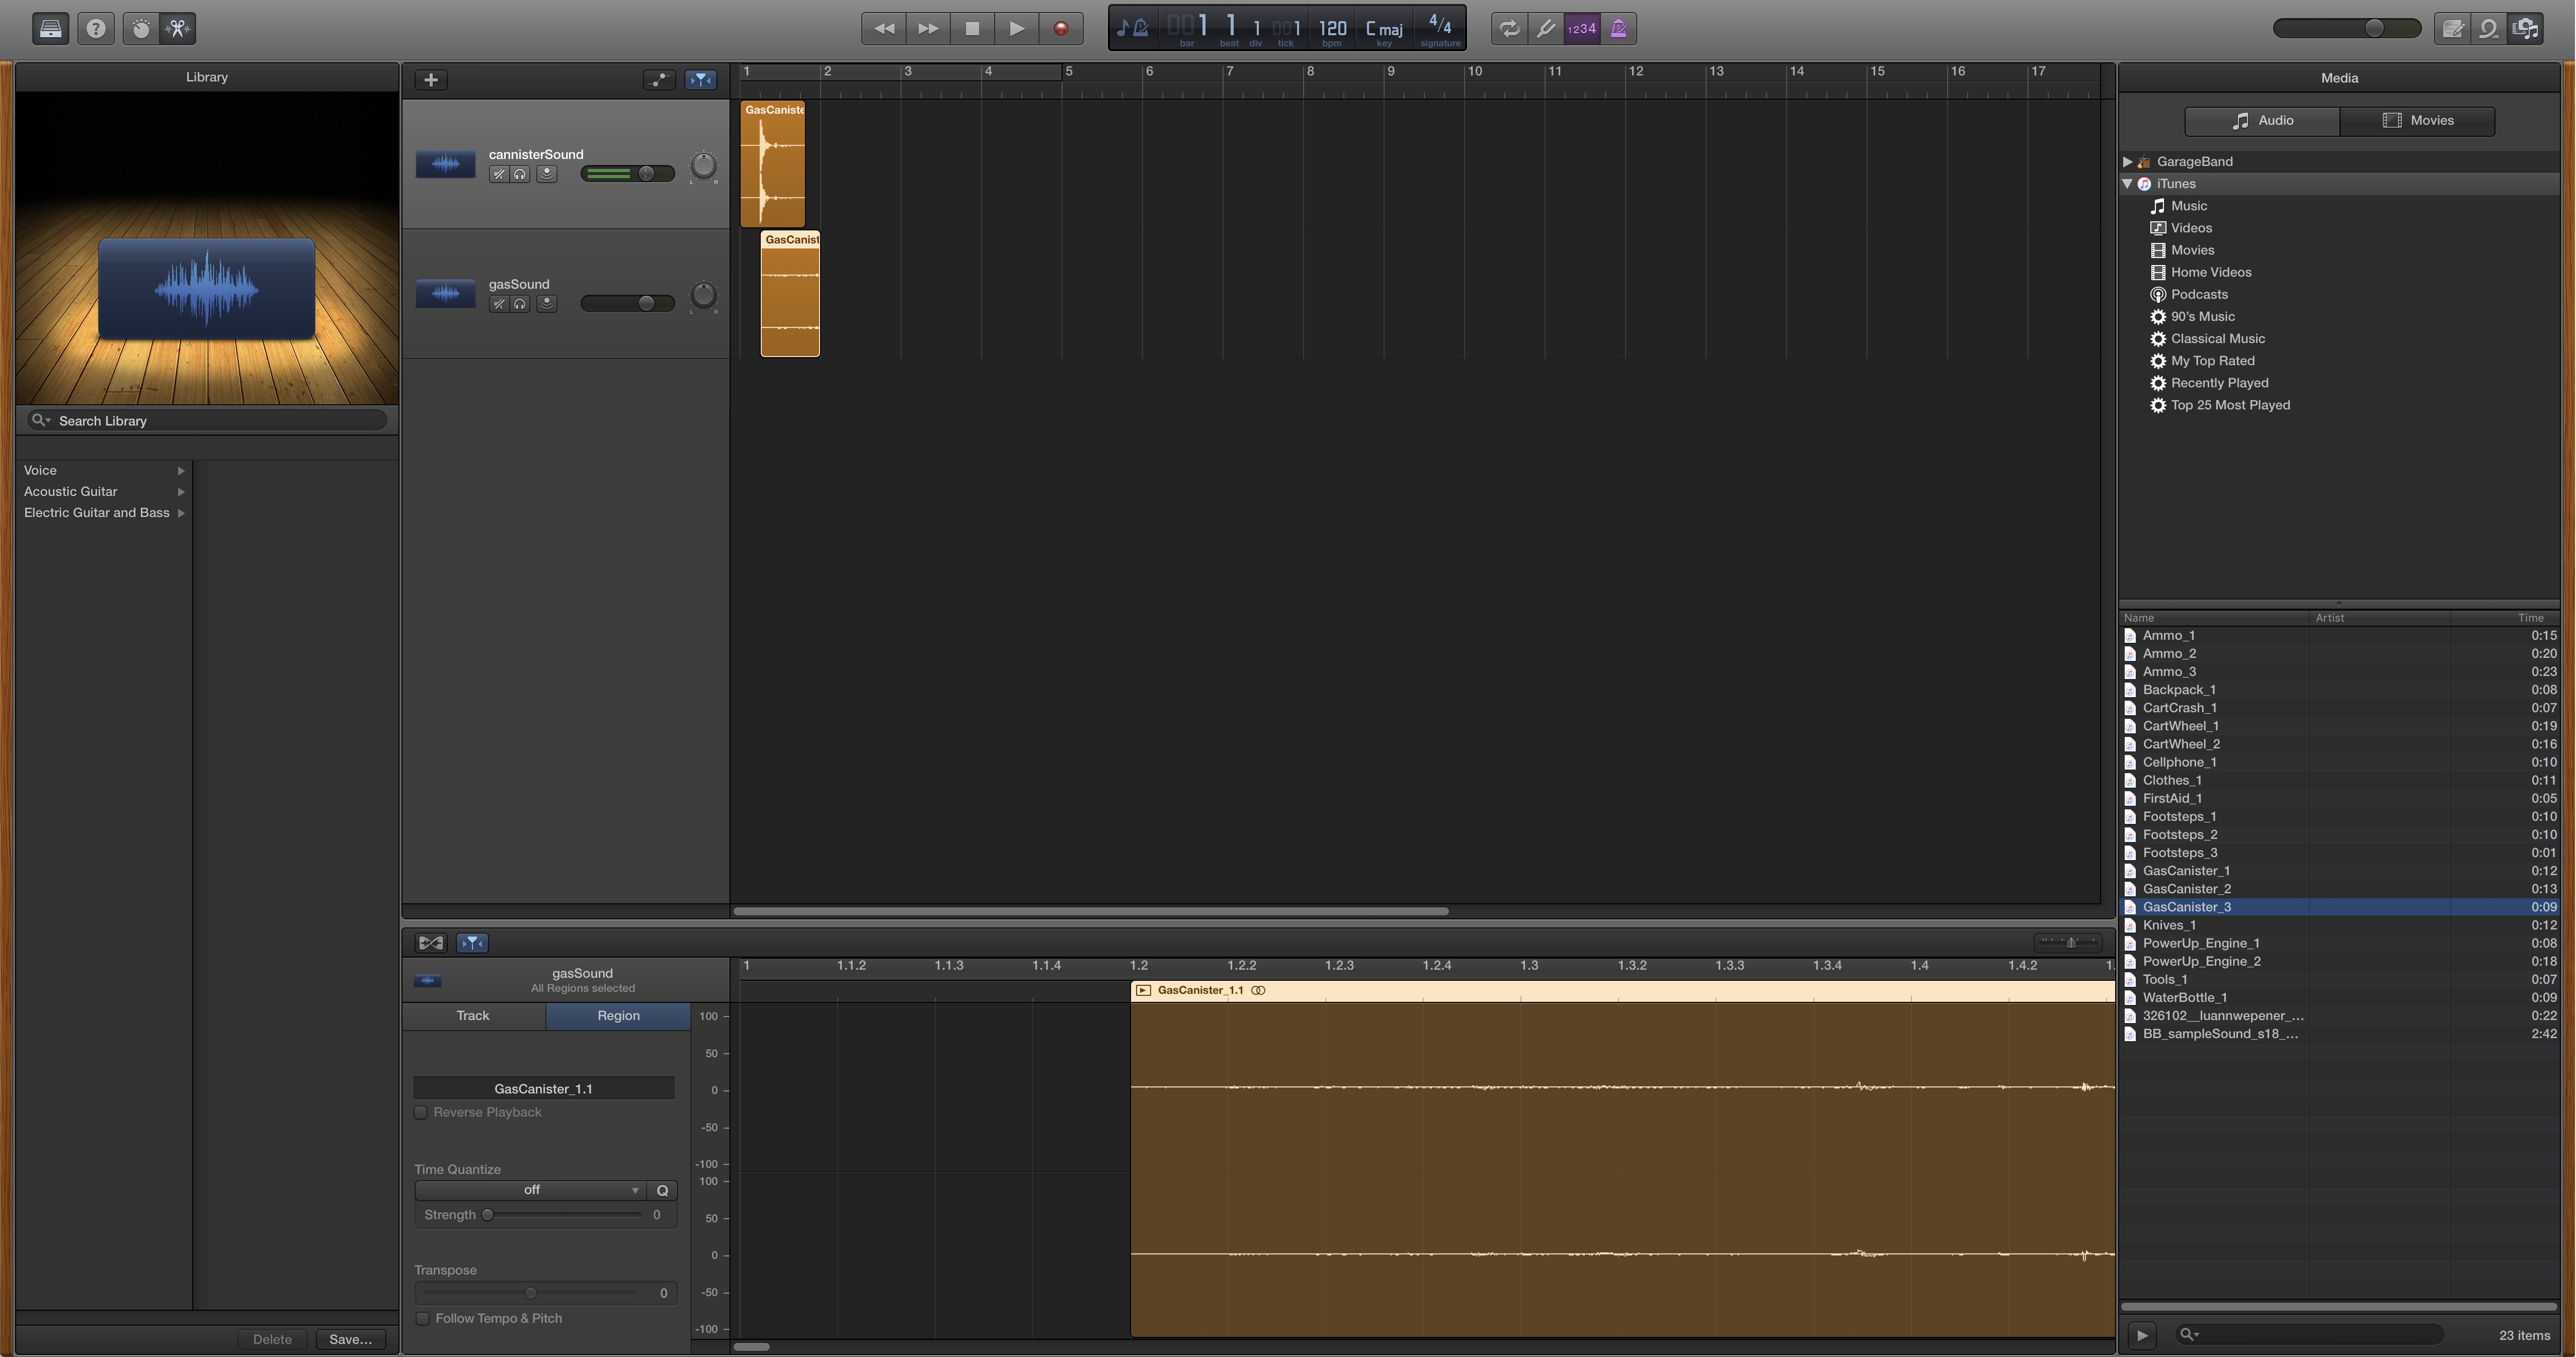 1 1 1 1 120 C maj 4/4
bar beat div tick bpm key signature
1234
Library
Search Library
Voice
Acoustic Guitar
Electric Guitar and Bass
Delete Save...
1 2 3 4 5 6 7 8 9 10 11 12 13 14 15 16 17
cannisterSound
L R
GasCaniste
gasSound
L R
GasCanist
1 1.1.2 1.1.3 1.1.4 1.2 1.2.2 1.2.3 1.2.4 1.3 1.3.2 1.3.3 1.3.4 1.4 1.4.2 1.
gasSound
All Regions selected
GasCanister_1.1
Track Region
GasCanister_1.1
Reverse Playback
Time Quantize
off Q
Strength 0
Transpose
0
Follow Tempo & Pitch
100
50
0
-50
-100
100
50
0
-50
-100
Media
Audio Movies
GarageBand
iTunes
Music
Videos
Movies
Home Videos
Podcasts
90's Music
Classical Music
My Top Rated
Recently Played
Top 25 Most Played
Name Artist Time
Ammo_1 0:15
Ammo_2 0:20
Ammo_3 0:23
Backpack_1 0:08
CartCrash_1 0:07
CartWheel_1 0:19
CartWheel_2 0:16
Cellphone_1 0:10
Clothes_1 0:11
FirstAid_1 0:05
Footsteps_1 0:10
Footsteps_2 0:10
Footsteps_3 0:01
GasCanister_1 0:12
GasCanister_2 0:13
GasCanister_3 0:09
Knives_1 0:12
PowerUp_Engine_1 0:08
PowerUp_Engine_2 0:18
Tools_1 0:07
WaterBottle_1 0:09
326102__luannwepener_... 0:22
BB_sampleSound_s18_... 2:42
23 items